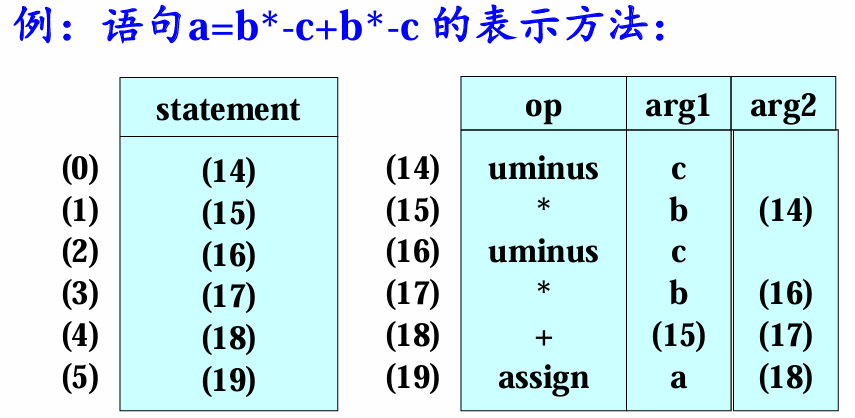 例：语句a=b*-c+b*-c 的表示方法：
statement op arg1 arg2
(0) (14) (14) uminus c
(1) (15) (15) * b (14)
(2) (16) (16) uminus c
(3) (17) (17) * b (16)
(4) (18) (18) + (15) (17)
(5) (19) (19) assign a (18)